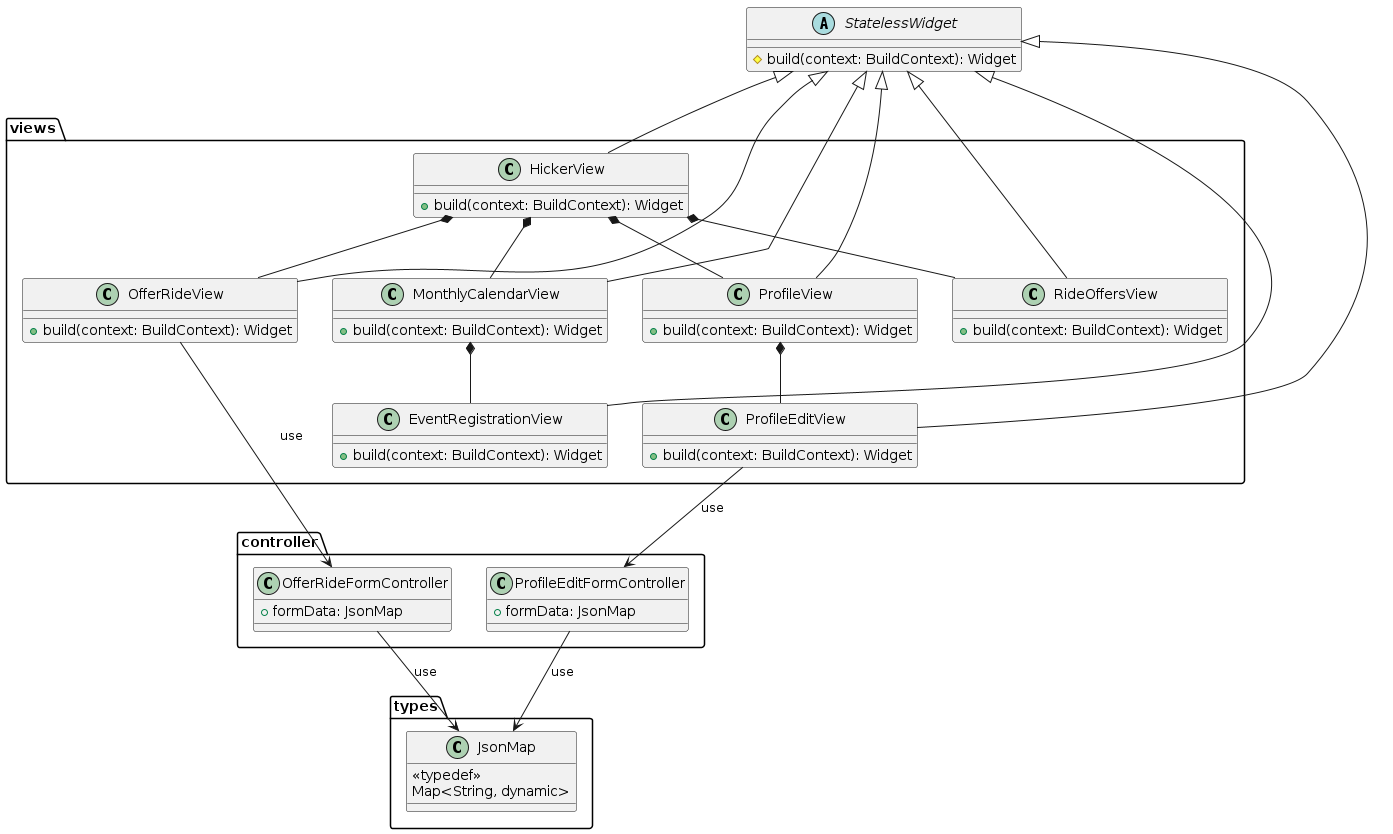 A StatelessWidget
build(context: BuildContext): Widget
views
C HickerView
build(context: BuildContext): Widget
C OfferRideView
build(context: BuildContext): Widget
C MonthlyCalendarView
build(context: BuildContext): Widget
C ProfileView
build(context: BuildContext): Widget
C RideOffersView
build(context: BuildContext): Widget
C EventRegistrationView
build(context: BuildContext): Widget
C ProfileEditView
build(context: BuildContext): Widget
use
use
controller
C OfferRideFormController
formData: JsonMap
C ProfileEditFormController
formData: JsonMap
use
use
types
C JsonMap
«typedef»
Map<String, dynamic>